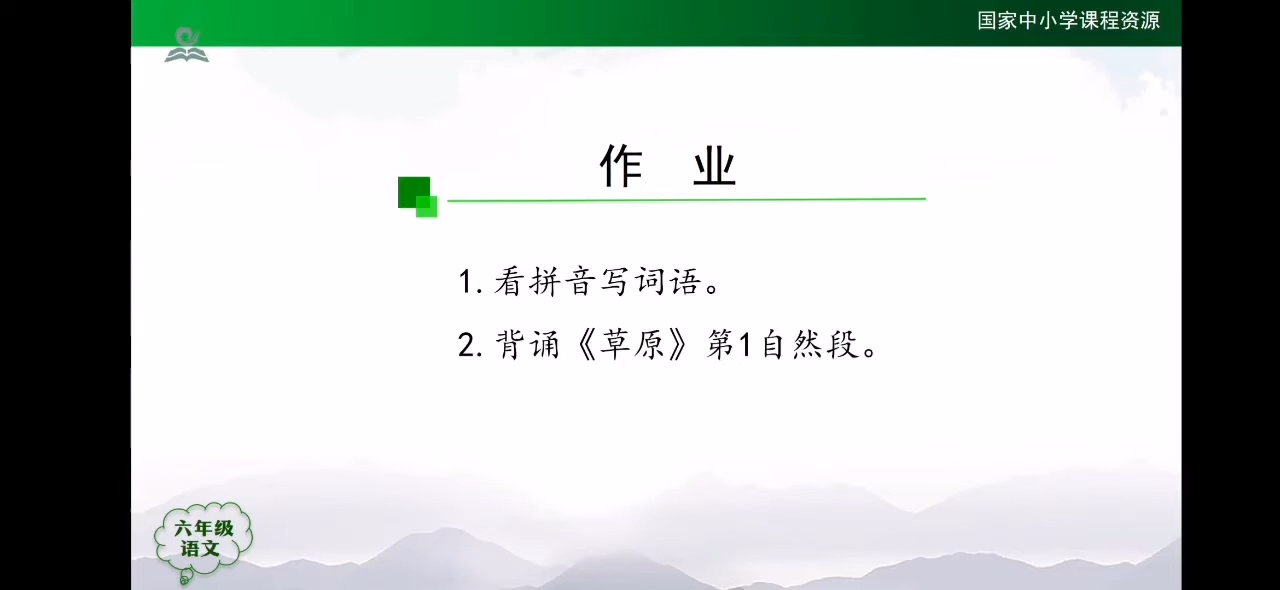 国家中小学课程资源
作 业
1.看拼音写词语。
2.背诵《草原》第1自然段。
六年级
语文